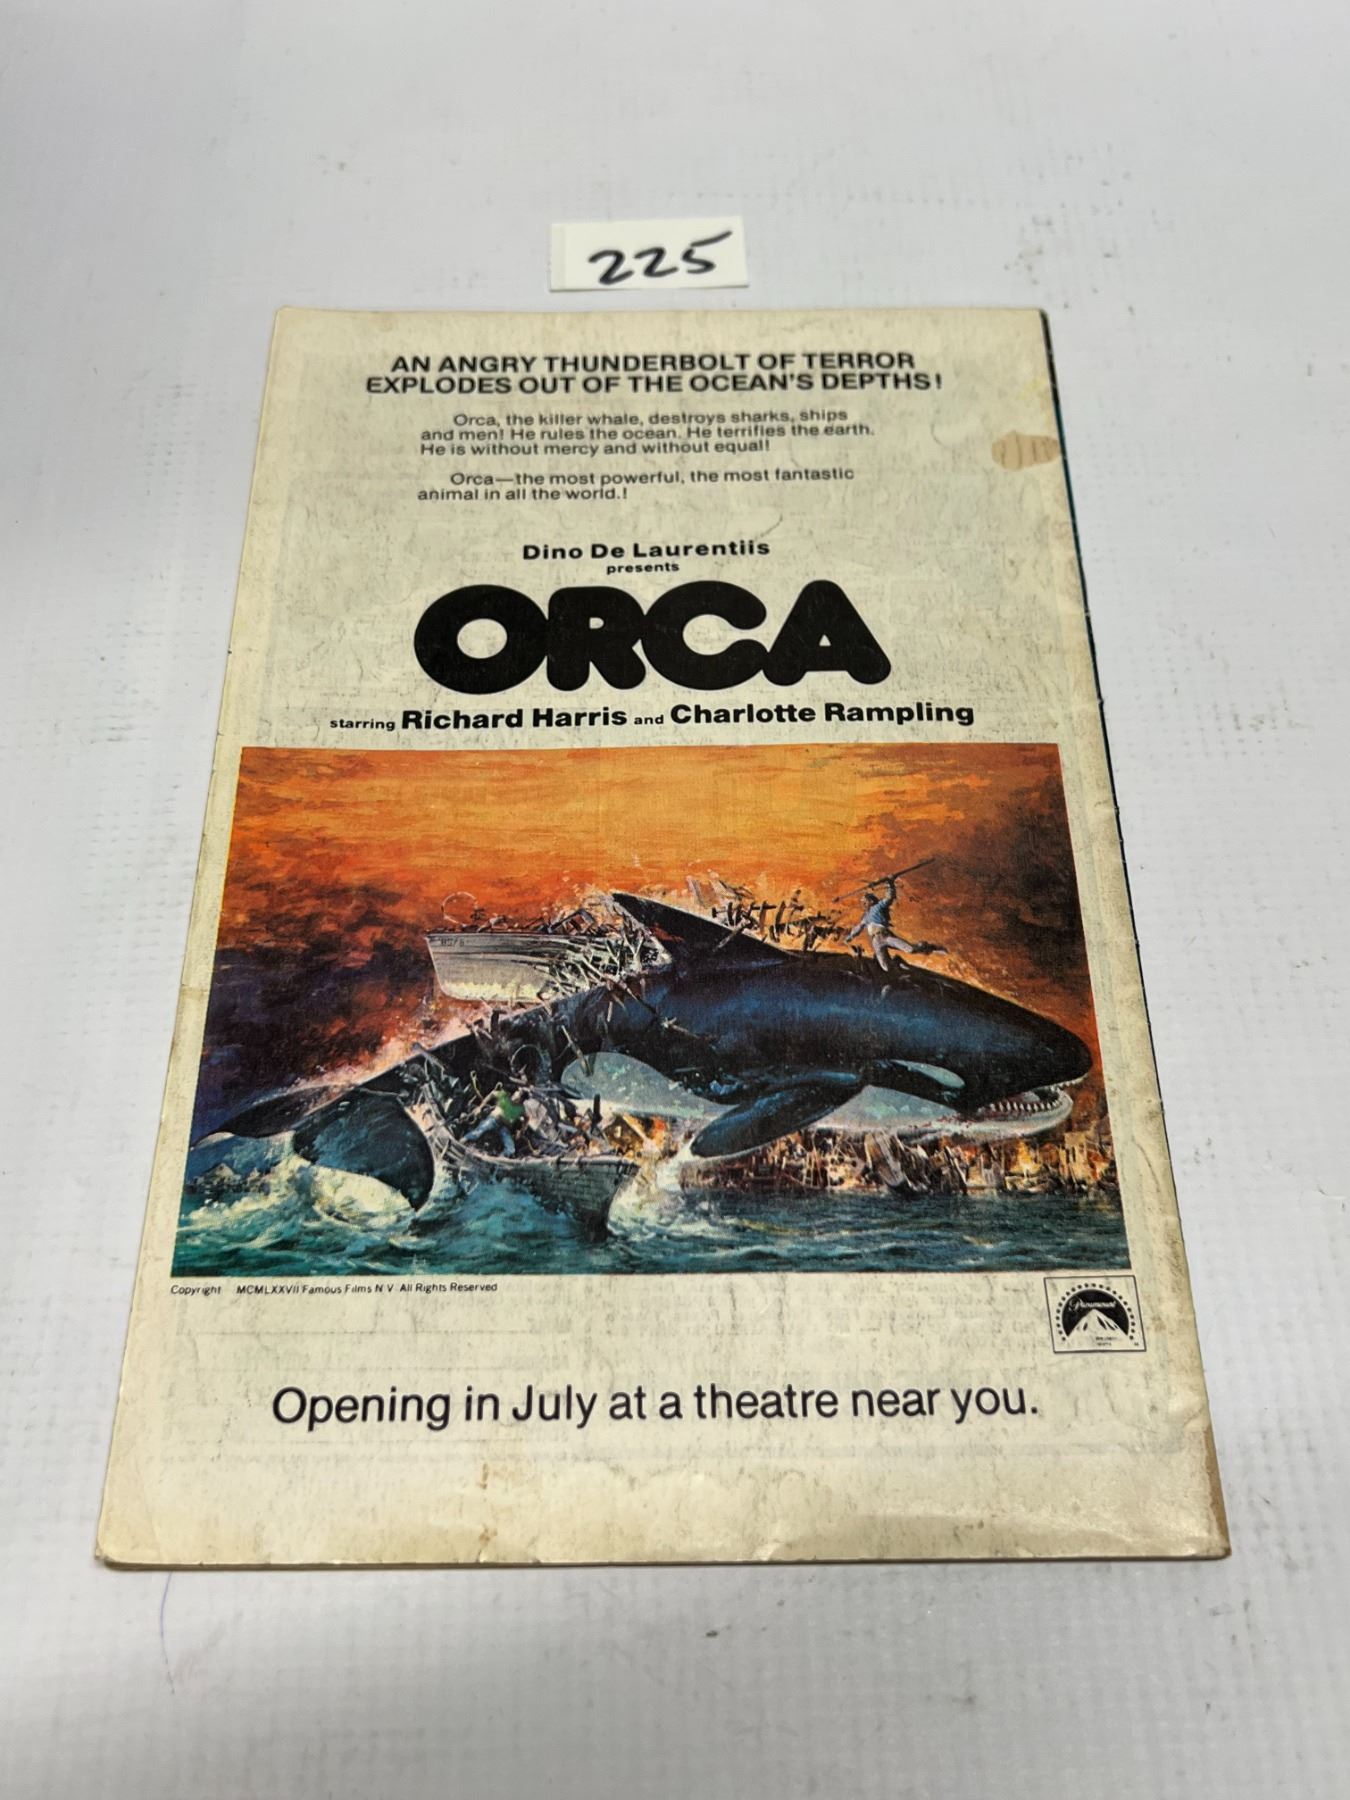 225
AN ANGRY THUNDERBOLT OF TERROR
EXPLODES OUT OF THE OCEAN'S DEPTHS!
Orca, the killer whale, destroys sharks, ships
and men! He rules the ocean. He terrifies the earth.
He is without mercy and without equal!
Orca—the most powerful, the most fantastic
animal in all the world.!
Dino De Laurentiis
presents
ORCA
starring Richard Harris and Charlotte Rampling
Copyright MCMLXXVII Famous Films N V All Rights Reserved
Paramount
Opening in July at a theatre near you.